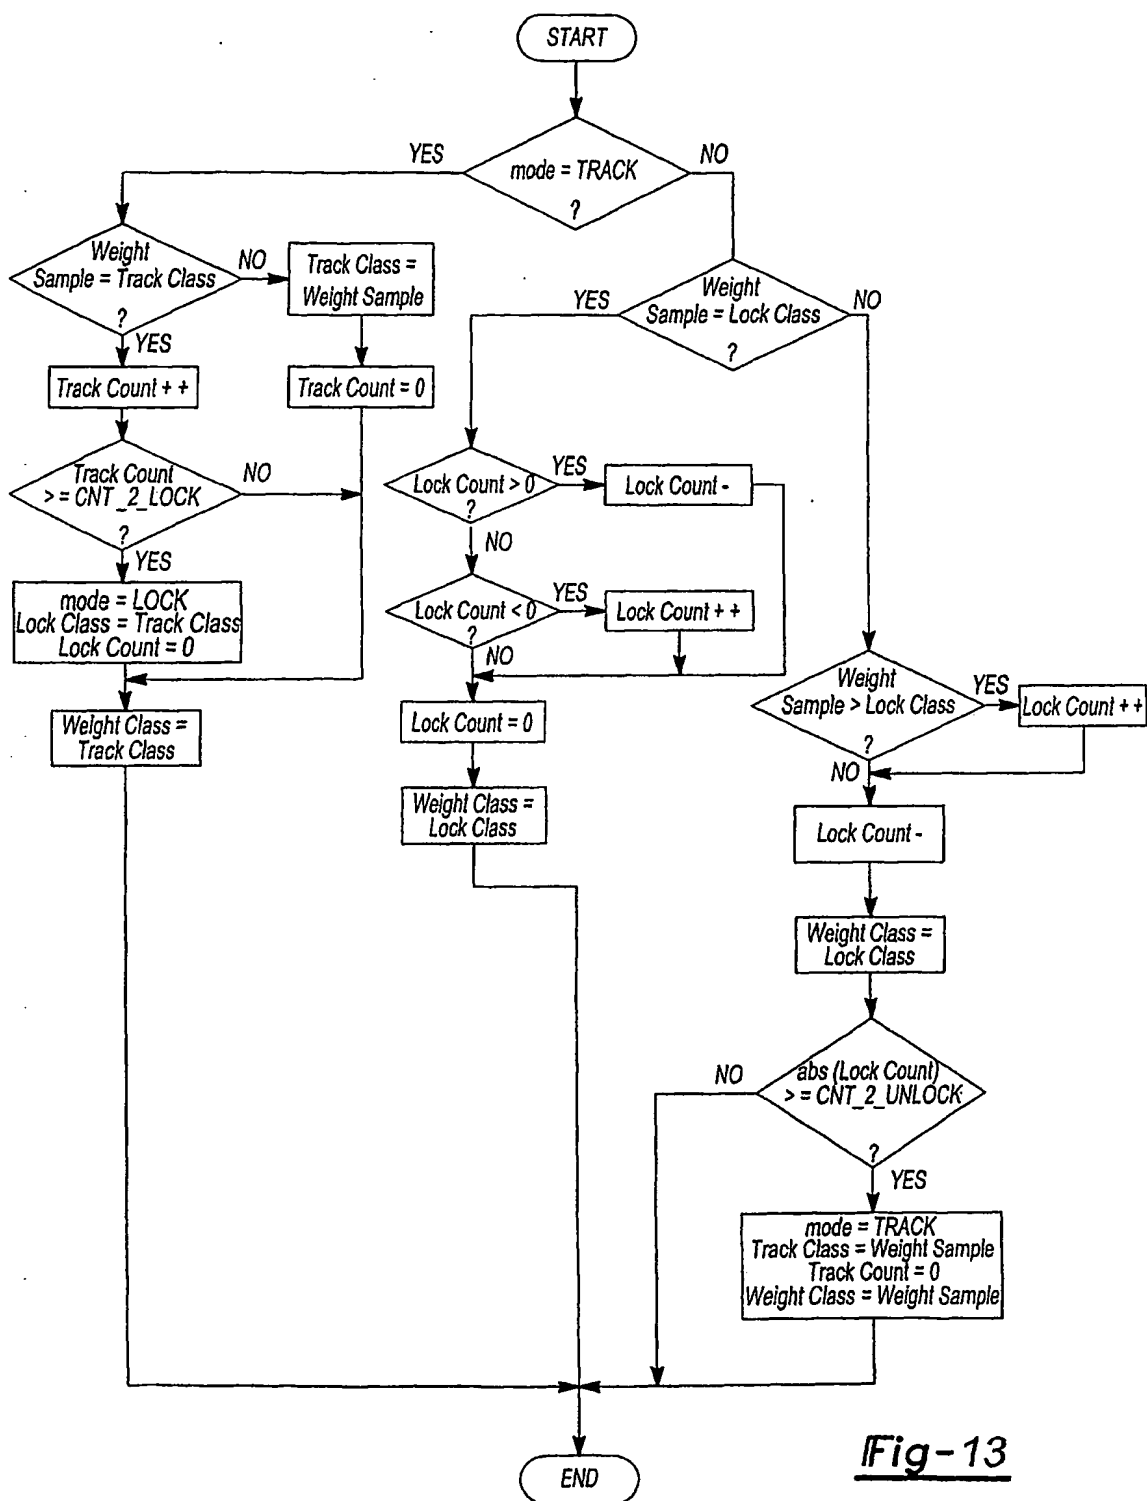 START
mode = TRACK
?
YES
NO
Weight
Sample = Track Class
?
NO
YES
Track Class =
Weight Sample
Track Count + +
Track Count = 0
Track Count
> = CNT_2_LOCK
?
NO
YES
mode = LOCK
Lock Class = Track Class
Lock Count = 0
Weight Class =
Track Class
Weight
Sample = Lock Class
?
YES
NO
Lock Count > 0
?
YES
Lock Count -
NO
Lock Count < 0
?
YES
Lock Count + +
NO
Lock Count = 0
Weight Class =
Lock Class
Weight
Sample > Lock Class
?
YES
Lock Count + +
NO
Lock Count -
Weight Class =
Lock Class
abs (Lock Count)
> = CNT_2_UNLOCK
?
NO
YES
mode = TRACK
Track Class = Weight Sample
Track Count = 0
Weight Class = Weight Sample
END
Fig-13